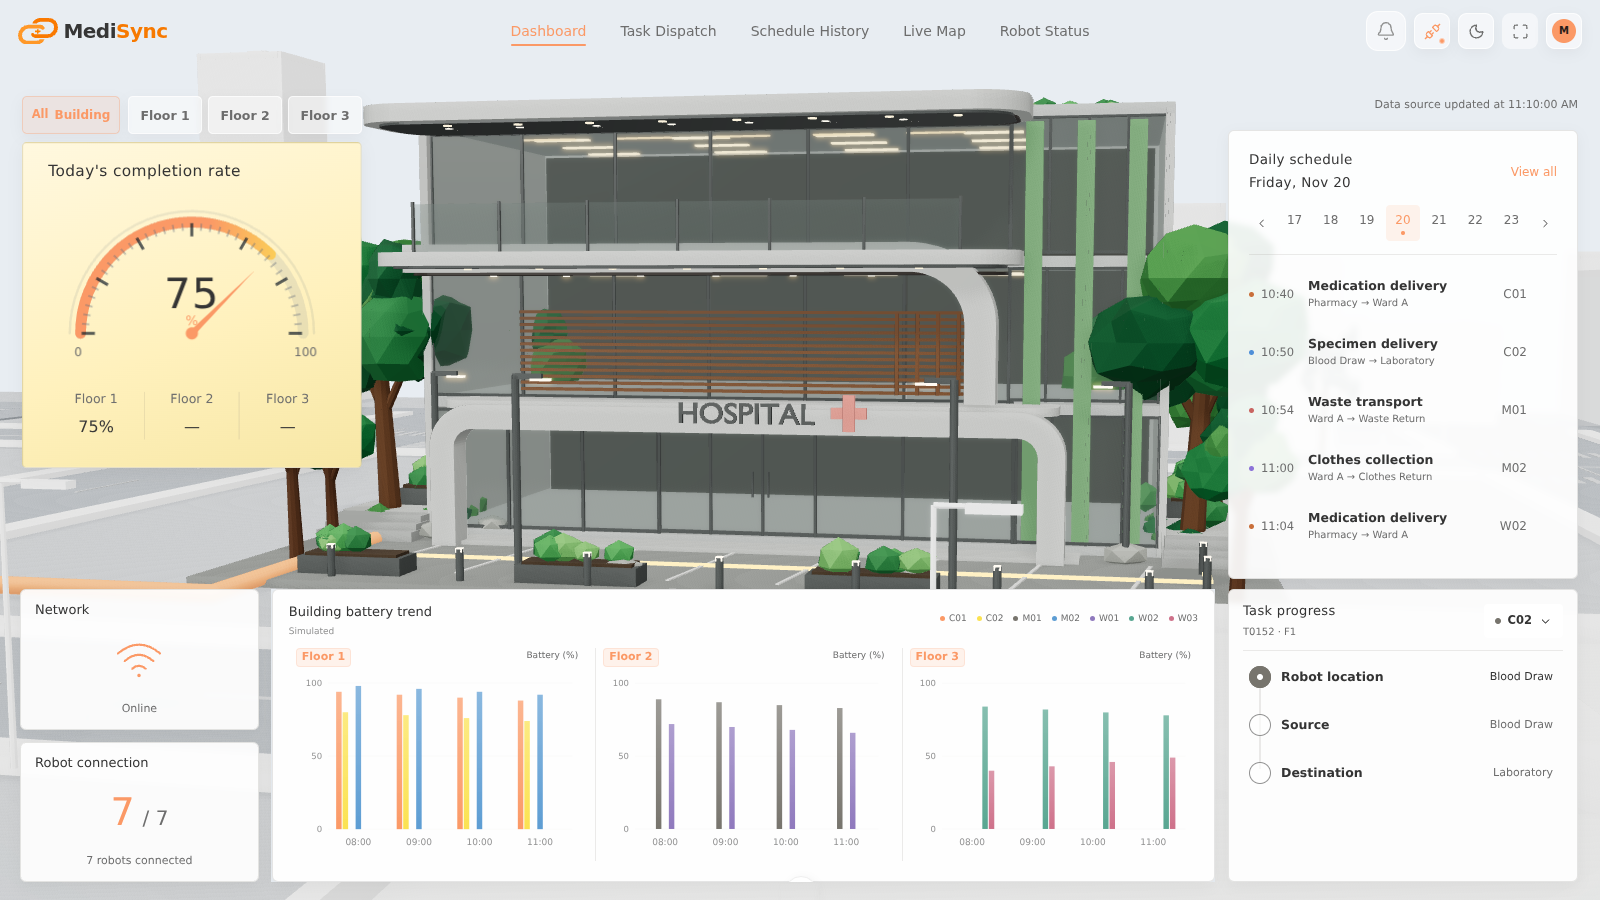 MediSync
Dashboard
Task Dispatch
Schedule History
Live Map
Robot Status
M
All Building
Floor 1
Floor 2
Floor 3
Data source updated at 11:10:00 AM
Today's completion rate
75
%
0
100
Floor 1
Floor 2
Floor 3
75%
—
—
HOSPITAL
Daily schedule
Friday, Nov 20
View all
‹ 17 18 19 20 21 22 23 ›
10:40 Medication delivery C01
Pharmacy → Ward A
10:50 Specimen delivery C02
Blood Draw → Laboratory
10:54 Waste transport M01
Ward A → Waste Return
11:00 Clothes collection M02
Ward A → Clothes Return
11:04 Medication delivery W02
Pharmacy → Ward A
Network
Online
Robot connection
7 / 7
7 robots connected
Building battery trend
Simulated
C01 C02 M01 M02 W01 W02 W03
Floor 1
Battery (%)
100
50
0
08:00 09:00 10:00 11:00
Floor 2
Battery (%)
100
50
0
08:00 09:00 10:00 11:00
Floor 3
Battery (%)
100
50
0
08:00 09:00 10:00 11:00
Task progress
T0152 · F1
C02
Robot location Blood Draw
Source Blood Draw
Destination Laboratory